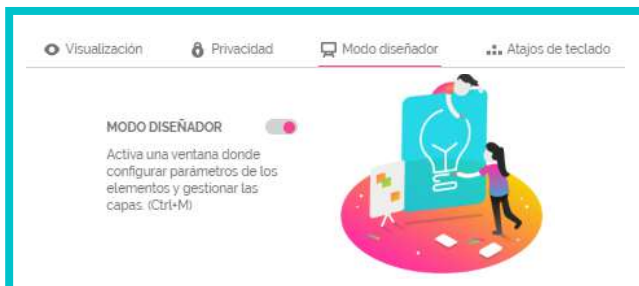 Visualización Privacidad Modo diseñador Atajos de teclado
MODO DISEÑADOR
Activa una ventana donde
configurar parámetros de los
elementos y gestionar las
capas. (Ctrl+M)